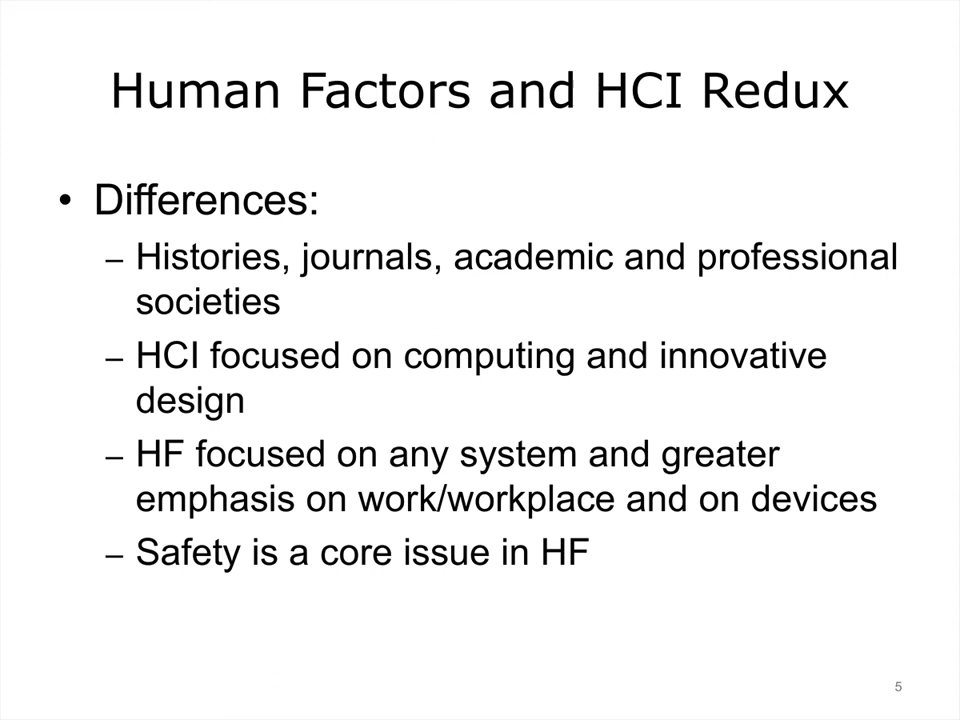 Human Factors and HCI Redux
• Differences:
– Histories, journals, academic and professional
societies
– HCI focused on computing and innovative
design
– HF focused on any system and greater
emphasis on work/workplace and on devices
– Safety is a core issue in HF
5